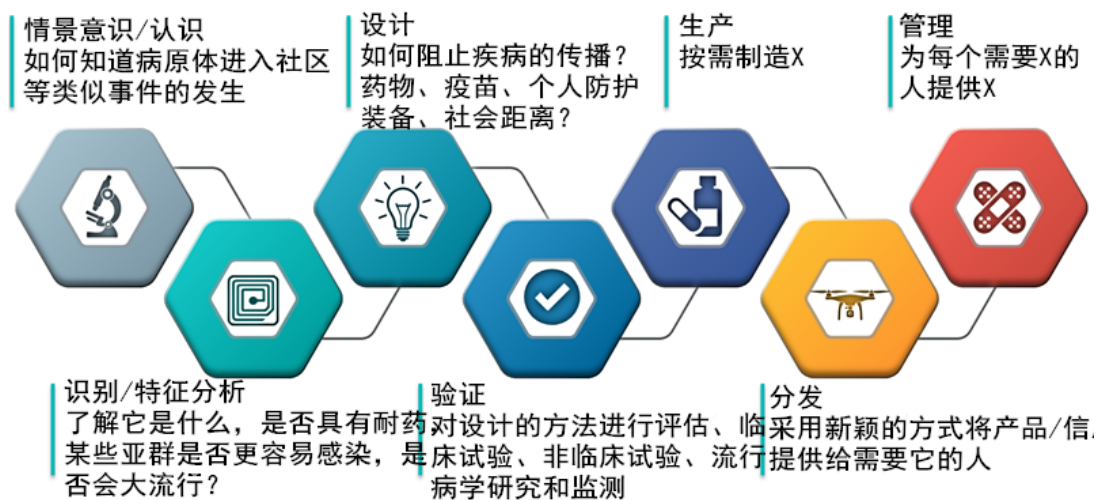 情景意识/认识
如何知道病原体进入社区
等类似事件的发生
设计
如何阻止疾病的传播？
药物、疫苗、个人防护
装备、社会距离？
生产
按需制造X
管理
为每个需要X的
人提供X
识别/特征分析
了解它是什么，是否具有耐药，
某些亚群是否更容易感染，是
否会大流行？
验证
对设计的方法进行评估、临
床试验、非临床试验、流行
病学研究和监测
分发
采用新颖的方式将产品/信
提供给需要它的人